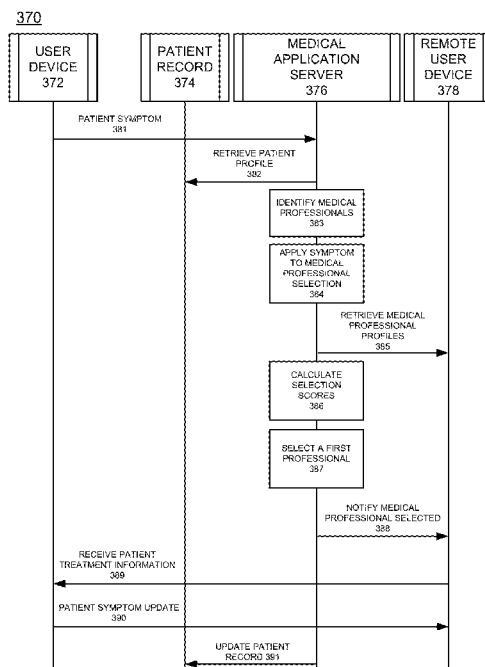 370
USER
DEVICE
372
PATIENT
RECORD
374
MEDICAL
APPLICATION
SERVER
376
REMOTE
USER
DEVICE
378
PATIENT SYMPTOM
381
RETRIEVE PATIENT
PROFILE
382
IDENTIFY MEDICAL
PROFESSIONALS
383
APPLY SYMPTOM
TO MEDICAL
PROFESSIONAL
SELECTION
384
RETRIEVE MEDICAL
PROFESSIONAL
PROFILES
385
CALCULATE
SELECTION
SCORES
386
SELECT A FIRST
PROFESSIONAL
387
NOTIFY MEDICAL
PROFESSIONAL SELECTED
388
RECEIVE PATIENT
TREATMENT INFORMATION
389
PATIENT SYMPTOM UPDATE
390
UPDATE PATIENT
RECORD 391